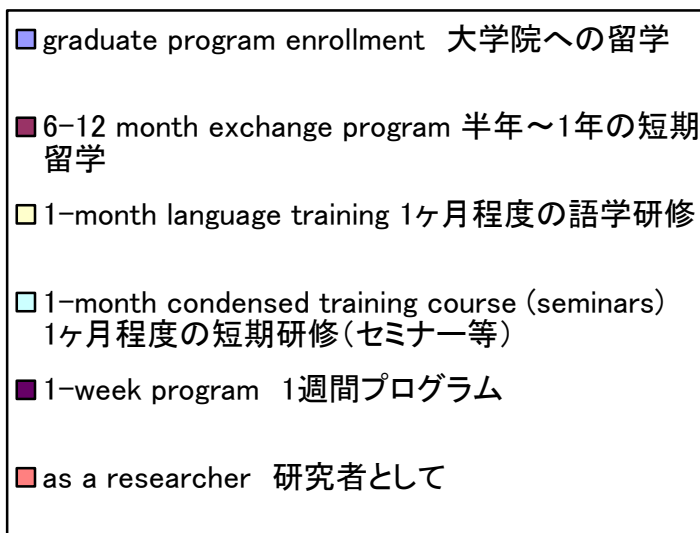 graduate program enrollment 大学院への留学
6-12 month exchange program 半年～1年の短期
留学
1-month language training 1ヶ月程度の語学研修
1-month condensed training course (seminars)
1ヶ月程度の短期研修(セミナー等)
1-week program 1週間プログラム
as a researcher 研究者として